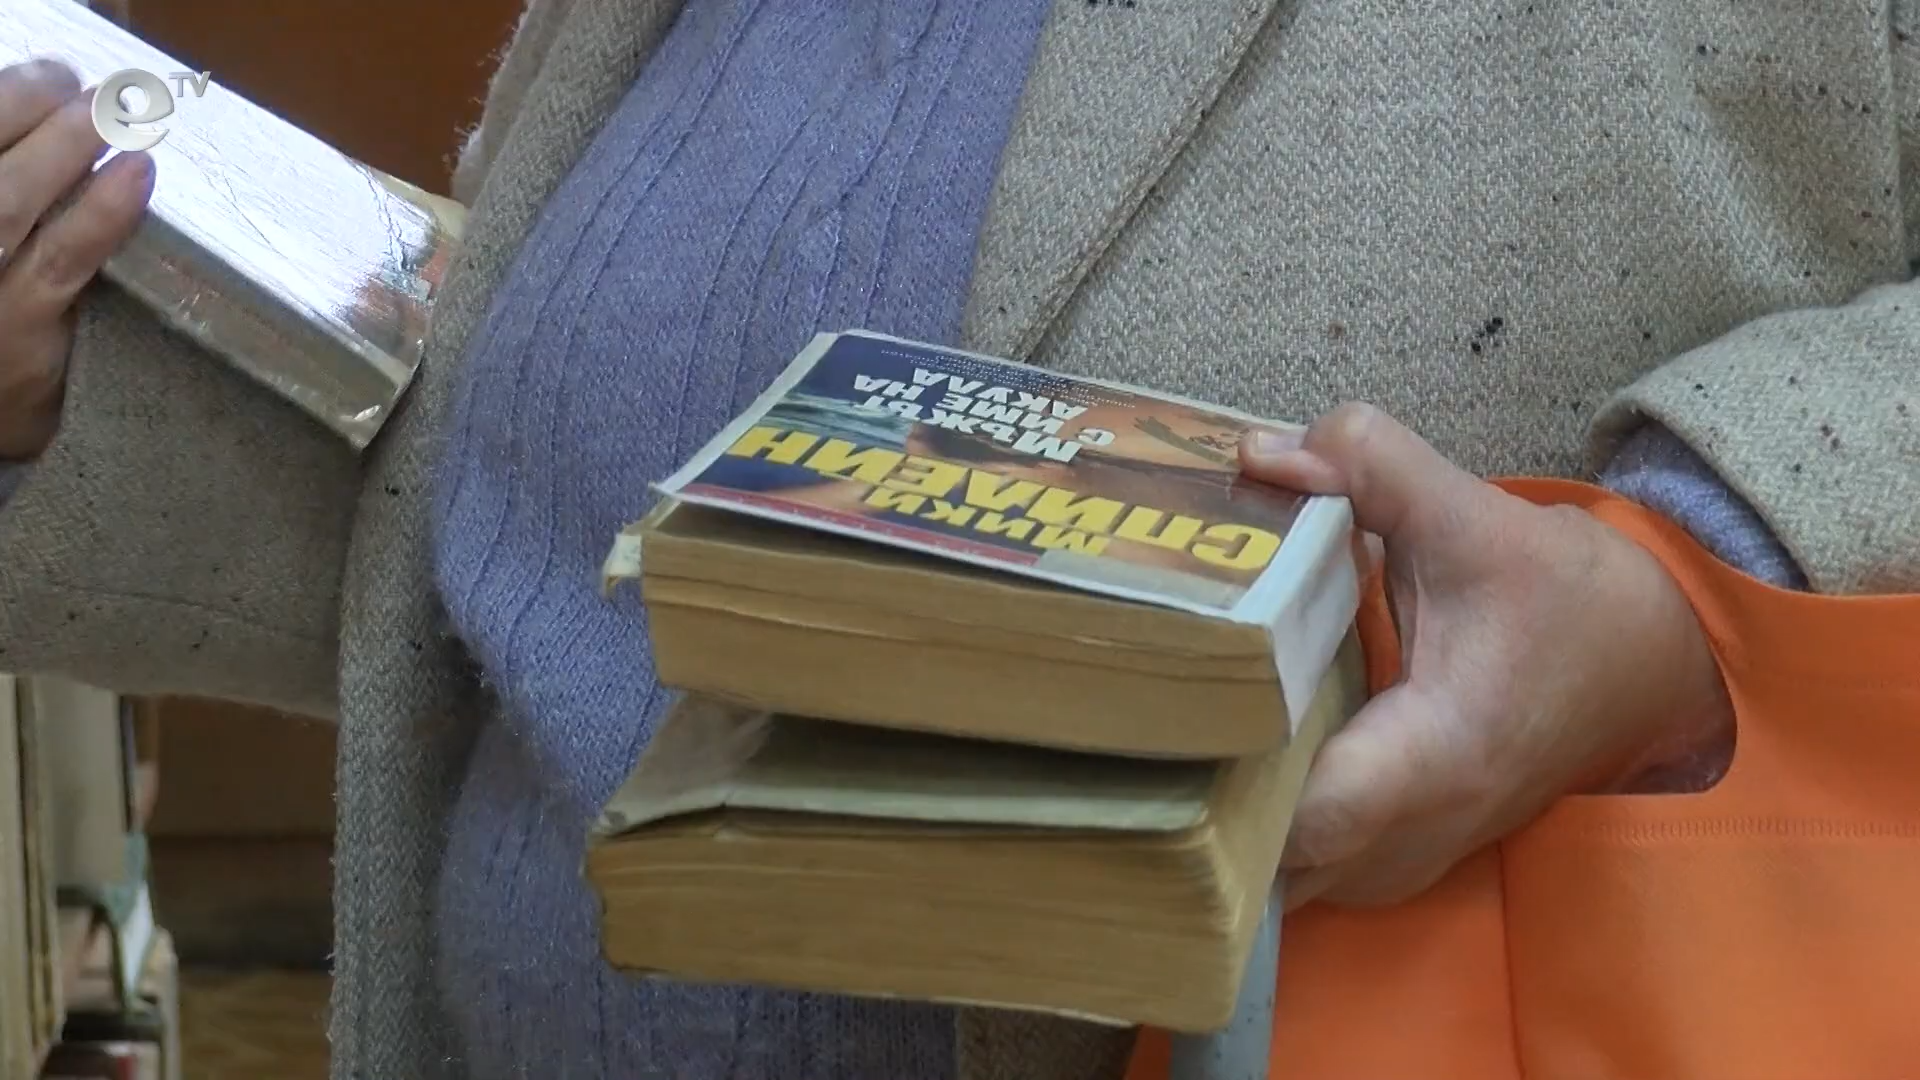 eTV
МИКИ
СПИЛЕЙН
МЪЖЪТ
С ИМЕ НА
АКУЛА